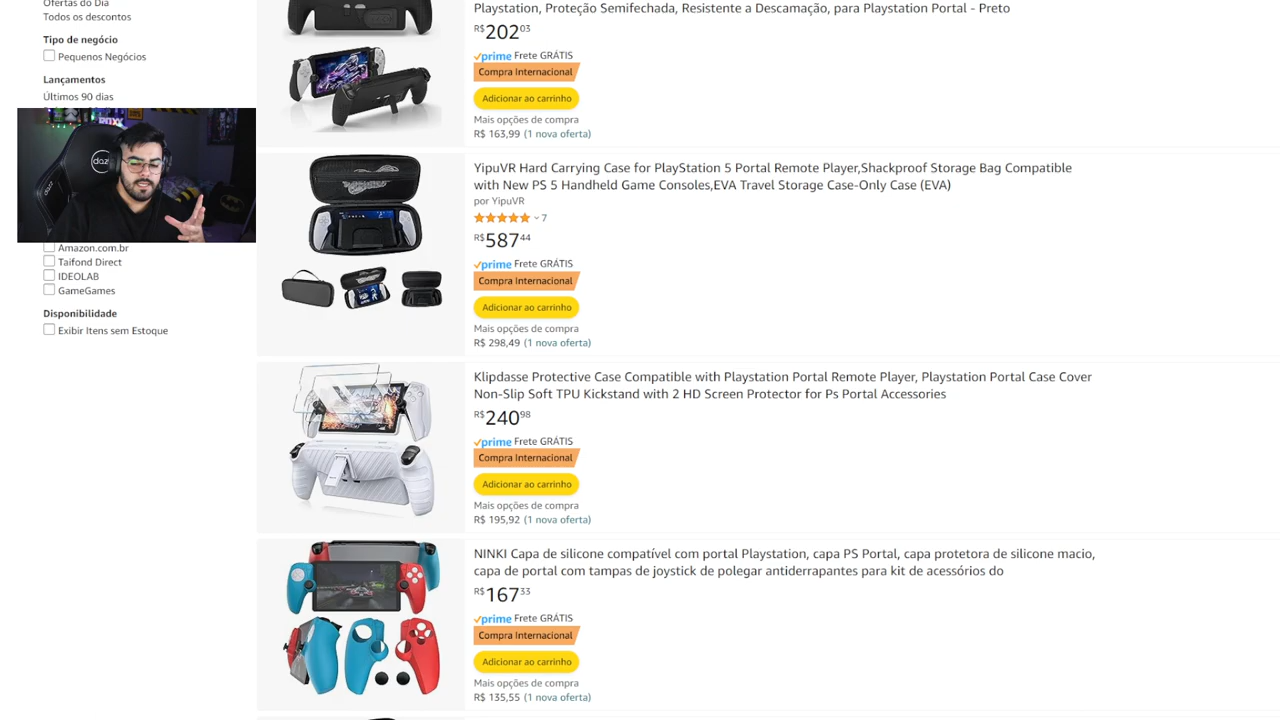 Ofertas do Dia
Todos os descontos
Tipo de negócio
Pequenos Negócios
Lançamentos
Últimos 90 dias
Amazon.com.br
Taifond Direct
IDEOLAB
GameGames
Disponibilidade
Exibir Itens sem Estoque
Playstation, Proteção Semifechada, Resistente a Descamação, para Playstation Portal - Preto
R$20203
prime Frete GRÁTIS
Compra Internacional
Adicionar ao carrinho
Mais opções de compra
R$ 163,99 (1 nova oferta)
YipuVR Hard Carrying Case for PlayStation 5 Portal Remote Player,Shackproof Storage Bag Compatible
with New PS 5 Handheld Game Consoles,EVA Travel Storage Case-Only Case (EVA)
por YipuVR
7
R$58744
prime Frete GRÁTIS
Compra Internacional
Adicionar ao carrinho
Mais opções de compra
R$ 298,49 (1 nova oferta)
Klipdasse Protective Case Compatible with Playstation Portal Remote Player, Playstation Portal Case Cover
Non-Slip Soft TPU Kickstand with 2 HD Screen Protector for Ps Portal Accessories
R$24098
prime Frete GRÁTIS
Compra Internacional
Adicionar ao carrinho
Mais opções de compra
R$ 195,92 (1 nova oferta)
NINKI Capa de silicone compatível com portal Playstation, capa PS Portal, capa protetora de silicone macio,
capa de portal com tampas de joystick de polegar antiderrapantes para kit de acessórios do
R$16733
prime Frete GRÁTIS
Compra Internacional
Adicionar ao carrinho
Mais opções de compra
R$ 135,55 (1 nova oferta)